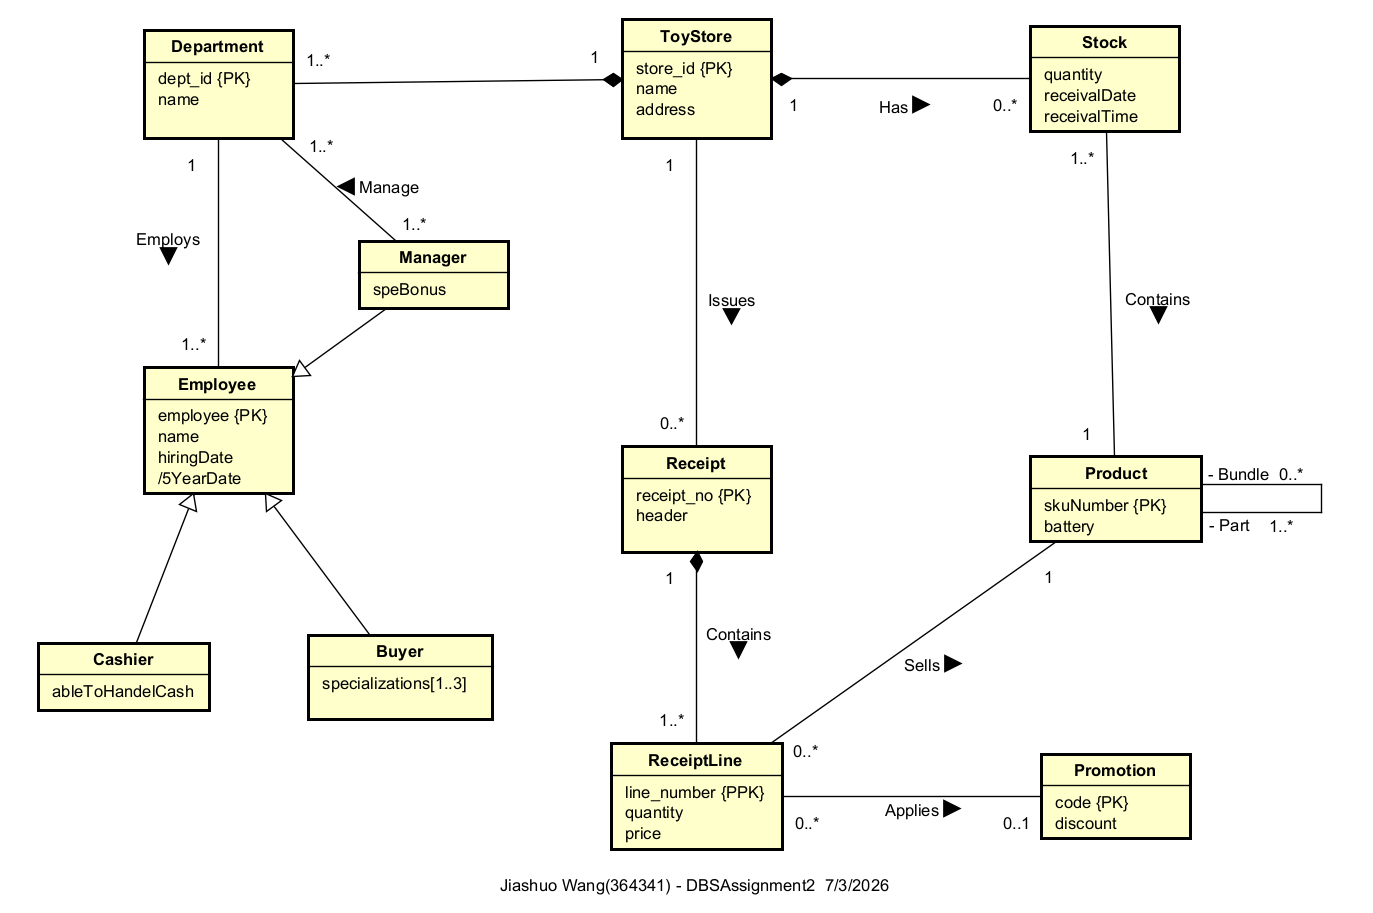 Department
dept_id {PK}
name
1..*
1
ToyStore
store_id {PK}
name
address
1
Has
0..*
Stock
quantity
receivalDate
receivalTime
1
1..*
Manage
1..*
Employs
1..*
Manager
speBonus
1
Issues
0..*
1..*
Contains
1
Employee
employee {PK}
name
hiringDate
/5YearDate
Receipt
receipt_no {PK}
header
Product
skuNumber {PK}
battery
- Bundle 0..*
- Part 1..*
Cashier
ableToHandelCash
Buyer
specializations[1..3]
1
Contains
1..*
1
Sells
0..*
ReceiptLine
line_number {PPK}
quantity
price
0..*
Applies
0..1
Promotion
code {PK}
discount
Jiashuo Wang(364341) - DBSAssignment2 7/3/2026